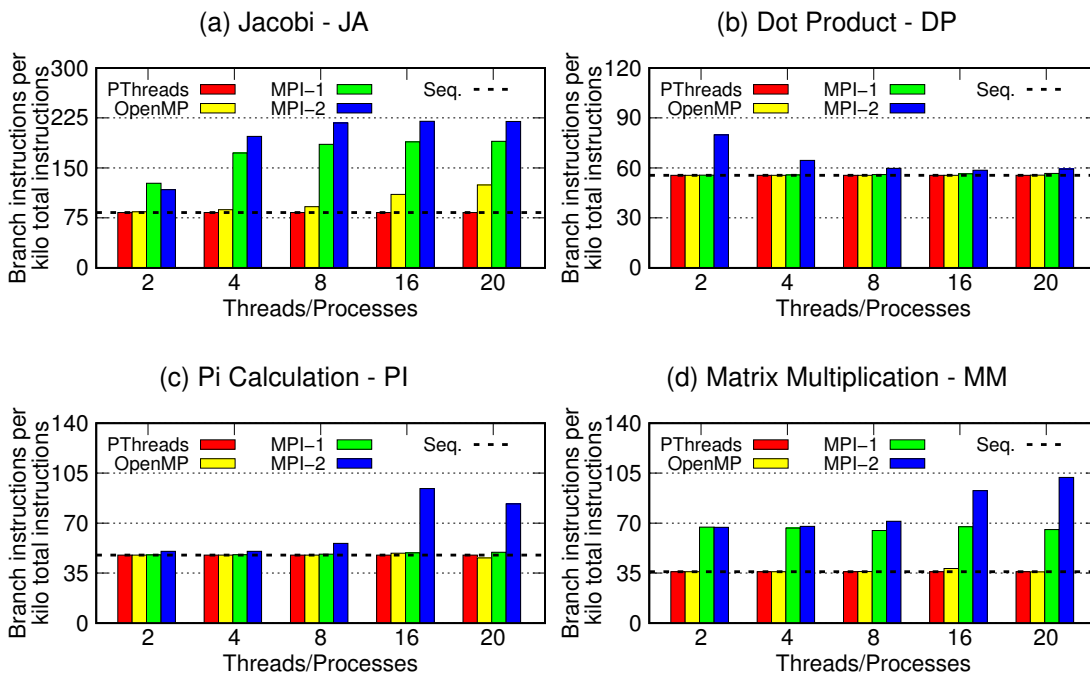 (a) Jacobi - JA
Branch instructions per
kilo total instructions
300
225
150
75
0
PThreads
OpenMP
MPI−1
MPI−2
Seq.
2 4 8 16 20
Threads/Processes
(b) Dot Product - DP
Branch instructions per
kilo total instructions
120
90
60
30
0
PThreads
OpenMP
MPI−1
MPI−2
Seq.
2 4 8 16 20
Threads/Processes
(c) Pi Calculation - PI
Branch instructions per
kilo total instructions
140
105
70
35
0
PThreads
OpenMP
MPI−1
MPI−2
Seq.
2 4 8 16 20
Threads/Processes
(d) Matrix Multiplication - MM
Branch instructions per
kilo total instructions
140
105
70
35
0
PThreads
OpenMP
MPI−1
MPI−2
Seq.
2 4 8 16 20
Threads/Processes